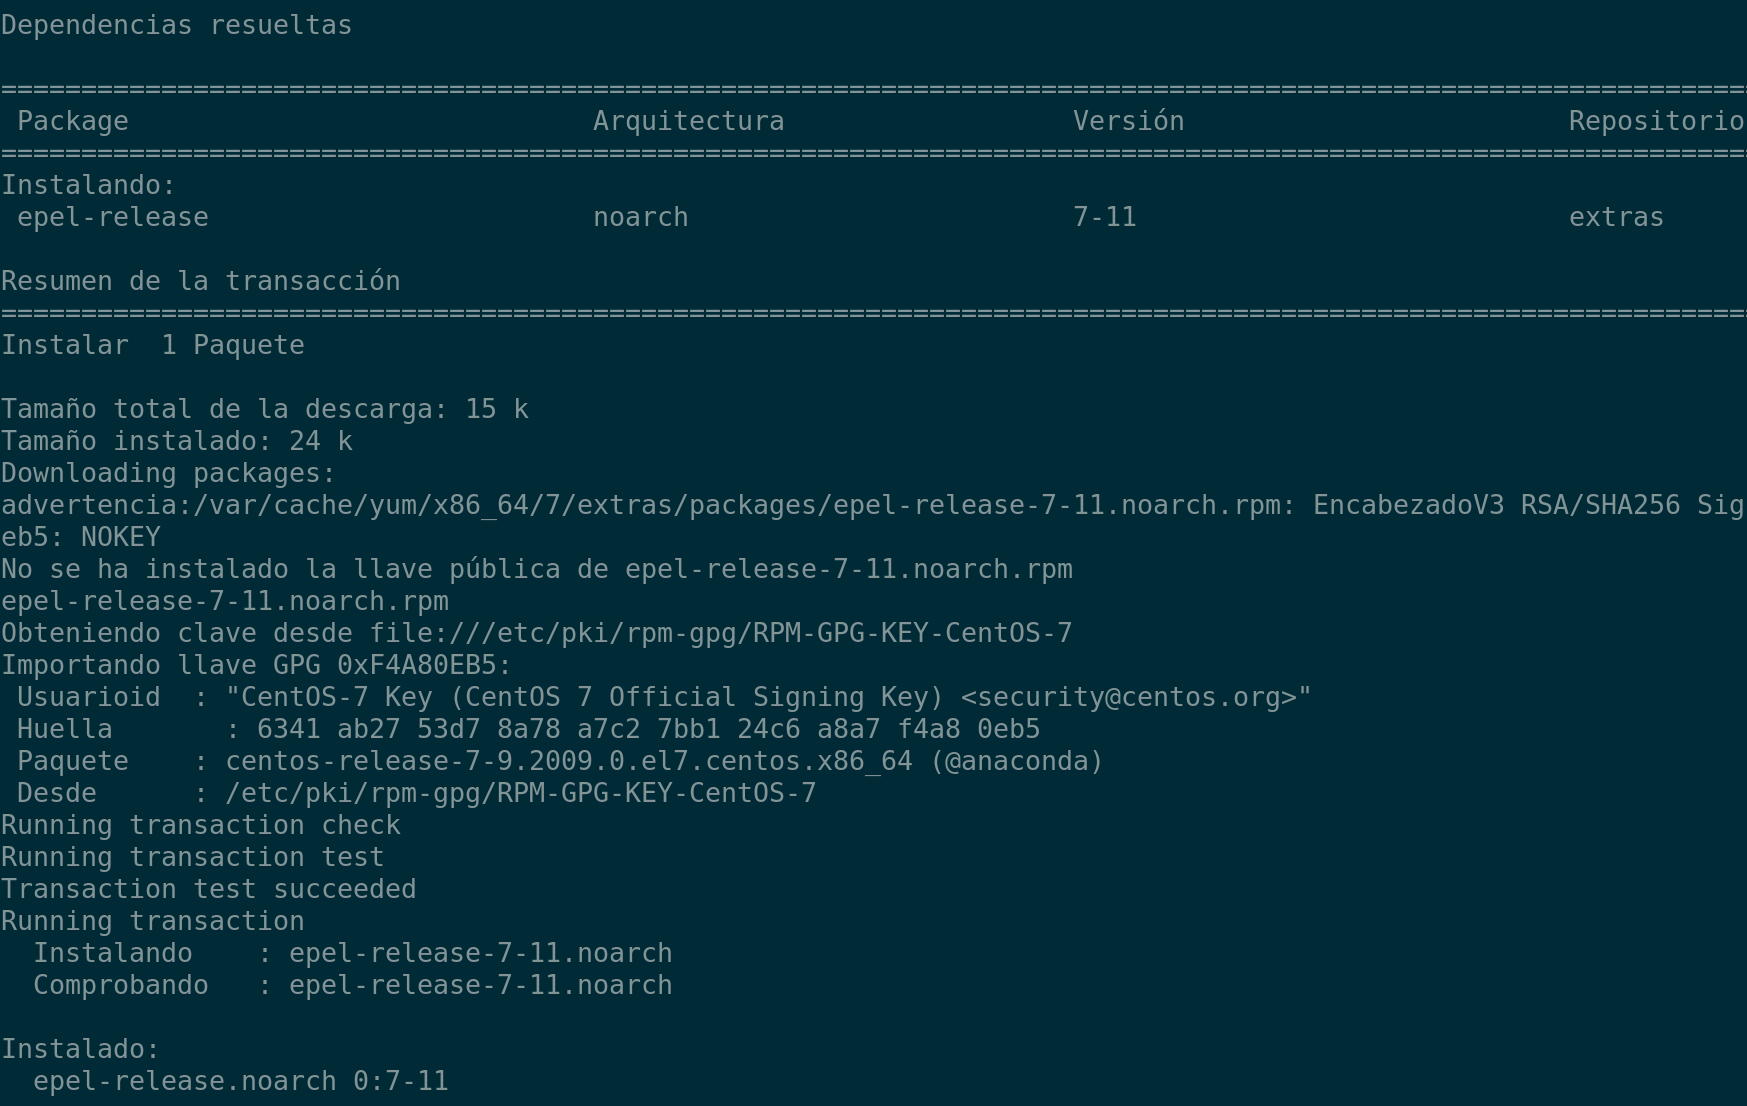 Dependencias resueltas
================================================================================
Package Arquitectura Versión Repositorio
================================================================================
Instalando:
epel-release noarch 7-11 extras
Resumen de la transacción
================================================================================
Instalar 1 Paquete
Tamaño total de la descarga: 15 k
Tamaño instalado: 24 k
Downloading packages:
advertencia:/var/cache/yum/x86_64/7/extras/packages/epel-release-7-11.noarch.rpm: EncabezadoV3 RSA/SHA256 Sig
eb5: NOKEY
No se ha instalado la llave pública de epel-release-7-11.noarch.rpm
epel-release-7-11.noarch.rpm
Obteniendo clave desde file:///etc/pki/rpm-gpg/RPM-GPG-KEY-CentOS-7
Importando llave GPG 0xF4A80EB5:
Usuarioid : "CentOS-7 Key (CentOS 7 Official Signing Key) <security@centos.org>"
Huella : 6341 ab27 53d7 8a78 a7c2 7bb1 24c6 a8a7 f4a8 0eb5
Paquete : centos-release-7-9.2009.0.el7.centos.x86_64 (@anaconda)
Desde : /etc/pki/rpm-gpg/RPM-GPG-KEY-CentOS-7
Running transaction check
Running transaction test
Transaction test succeeded
Running transaction
Instalando : epel-release-7-11.noarch
Comprobando : epel-release-7-11.noarch
Instalado:
epel-release.noarch 0:7-11